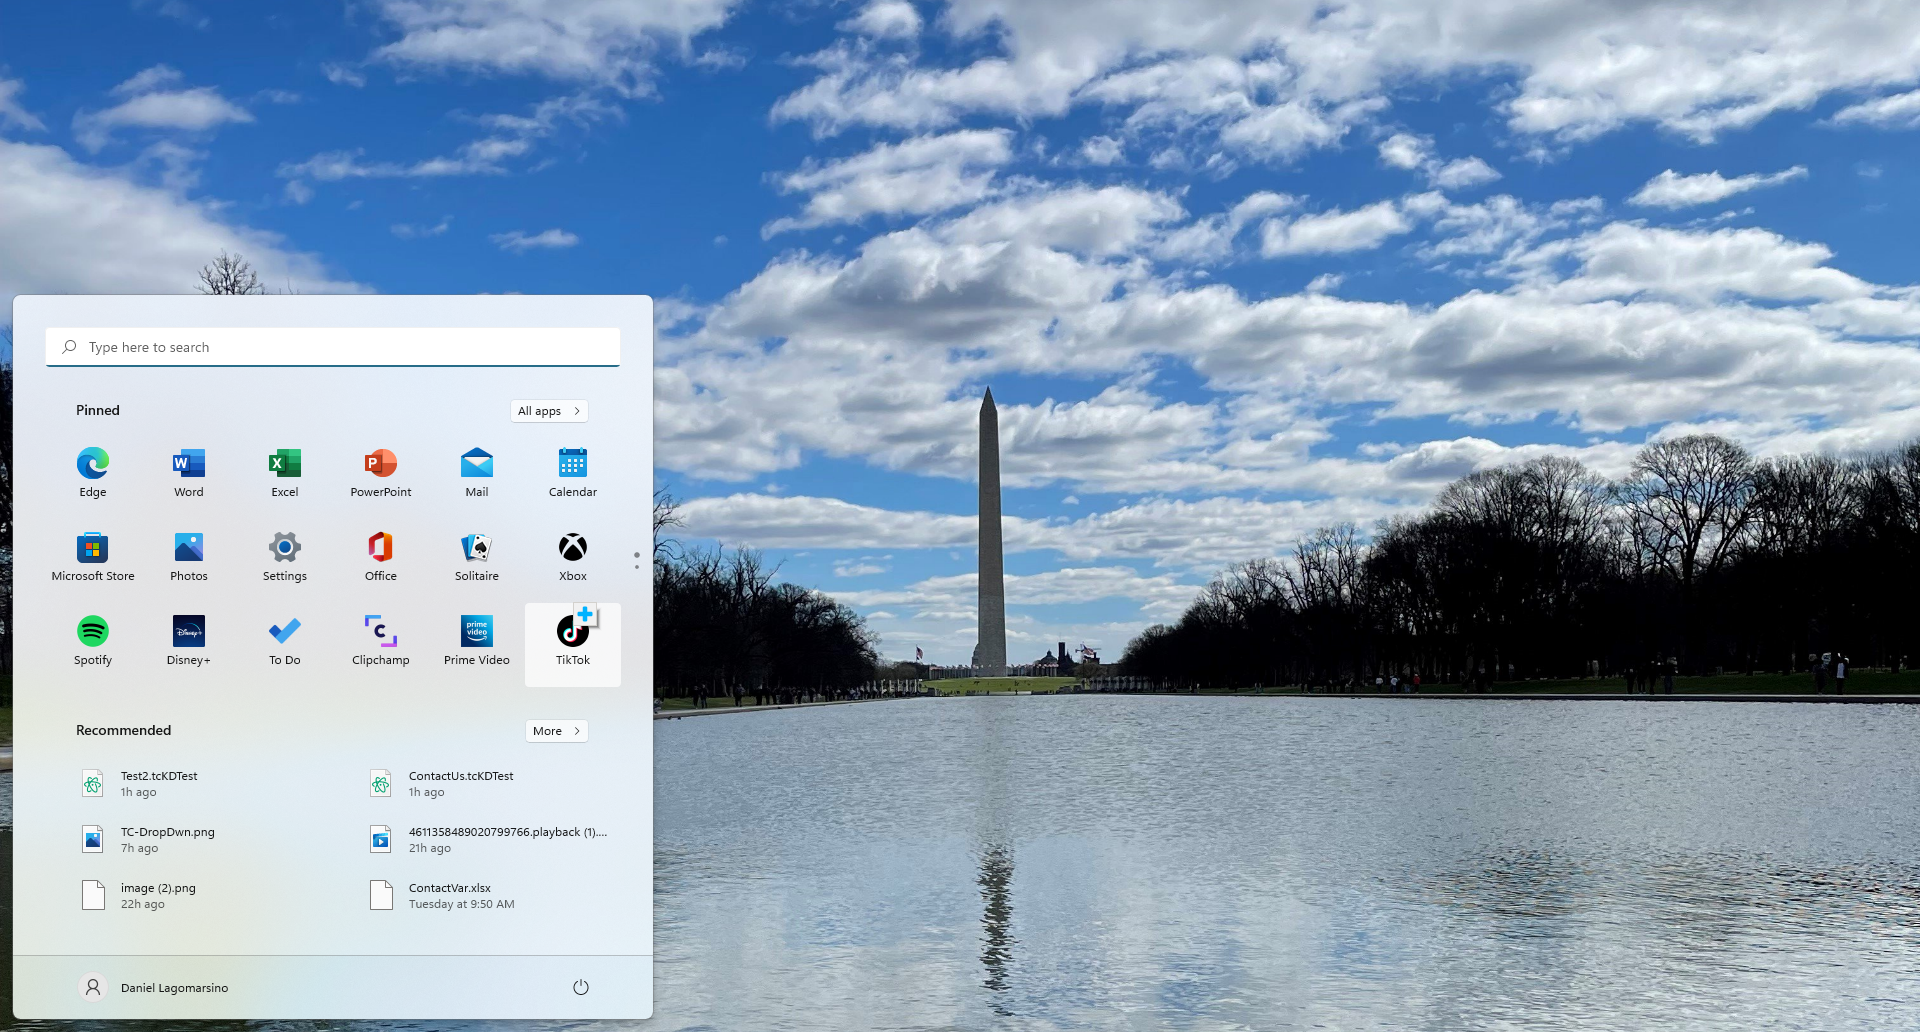 Type here to search
Pinned
All apps
Edge
Word
Excel
PowerPoint
Mail
Calendar
Microsoft Store
Photos
Settings
Office
Solitaire
Xbox
Spotify
Disney+
To Do
Clipchamp
prime
video
Prime Video
TikTok
Recommended
More
Test2.tcKDTest
1h ago
ContactUs.tcKDTest
1h ago
TC-DropDwn.png
7h ago
4611358489020799766.playback (1)....
21h ago
image (2).png
22h ago
ContactVar.xlsx
Tuesday at 9:50 AM
Daniel Lagomarsino